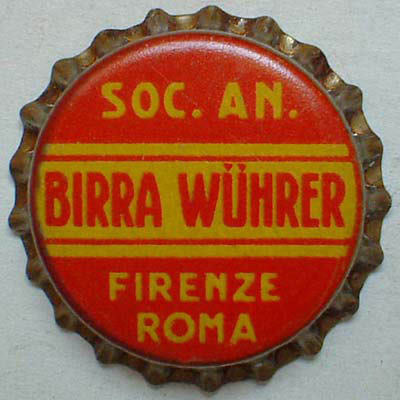 SOC. AN.
BIRRA WÜHRER
FIRENZE
ROMA